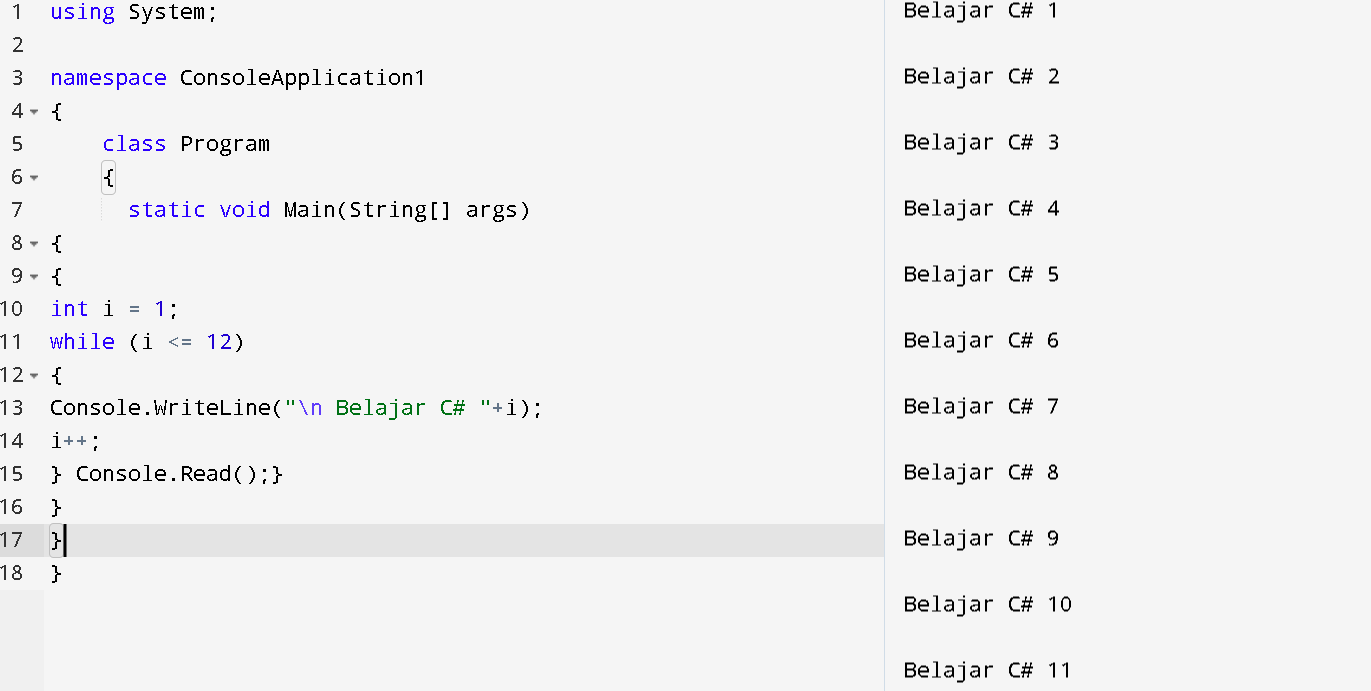 1 using System;
2
3 namespace ConsoleApplication1
4 {
5 class Program
6 {
7 static void Main(String[] args)
8 {
9 {
10 int i = 1;
11 while (i <= 12)
12 {
13 Console.WriteLine("\n Belajar C# "+i);
14 i++;
15 } Console.Read();}
16 }
17 }
18 }
Belajar C# 1
Belajar C# 2
Belajar C# 3
Belajar C# 4
Belajar C# 5
Belajar C# 6
Belajar C# 7
Belajar C# 8
Belajar C# 9
Belajar C# 10
Belajar C# 11